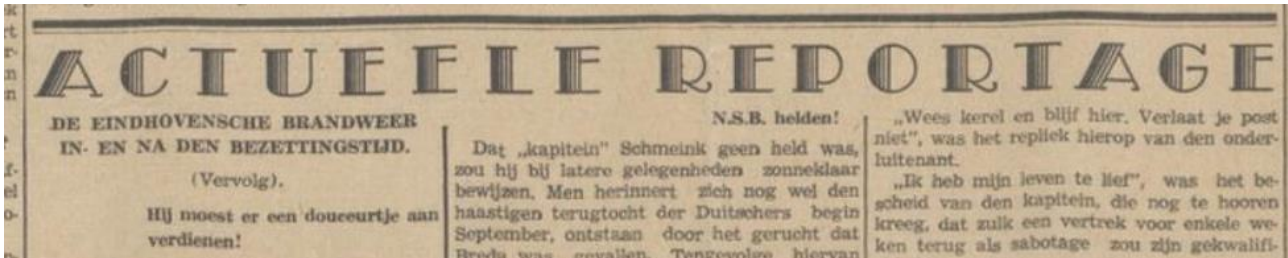 ACTUEELE REPORTAGE
DE EINDHOVENSCHE BRANDWEER
IN- EN NA DEN BEZETTINGSTIJD.
(Vervolg).
Hij moest er een douceurtje aan
verdienen!
N.S.B. helden!
Dat „kapitein” Schmeink geen held was,
zou hij bij latere gelegenheden zonneklaar
bewijzen. Men herinnert zich nog wel den
haastigen terugtocht der Duitschers begin
September, ontstaan door het gerucht dat
Breda was gevallen. Tengevolge hiervan
„Wees kerel en blijf hier. Verlaat je post
niet”, was het repliek hierop van den onder-
luitenant.
„Ik heb mijn leven te lief”, was het be-
scheid van den kapitein, die nog te hooren
kreeg, dat zulk een vertrek voor enkele we-
ken terug als sabotage zou zijn gekwalifi-